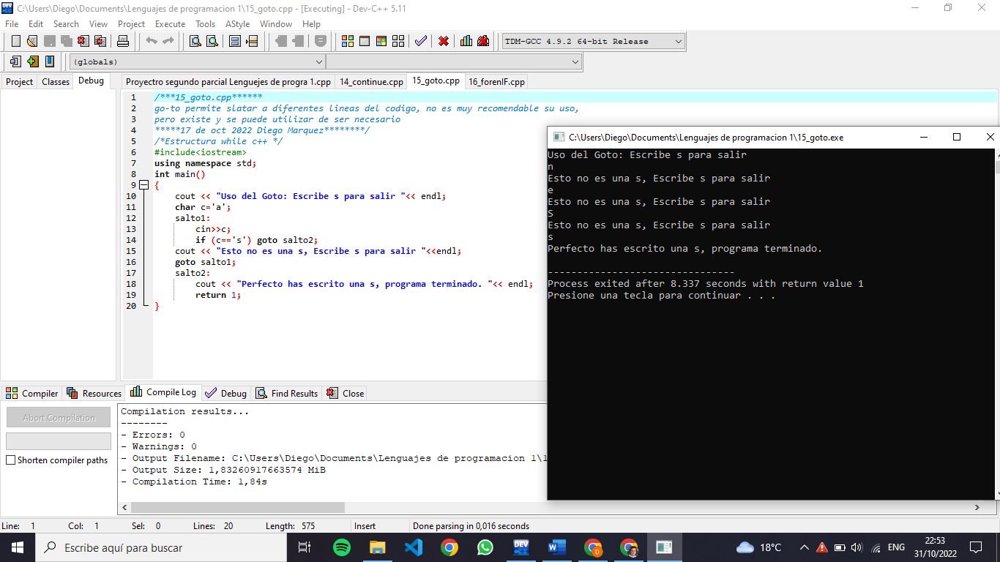 C:\Users\Diego\Documents\Lenguajes de programacion 1\15_goto.cpp - [Executing] - Dev-C++ 5.11
File Edit Search View Project Execute Tools AStyle Window Help
TDM-GCC 4.9.2 64-bit Release
(globals)
Project Classes Debug
Proyectro segundo parcial Lenguejes de progra 1.cpp 14_continue.cpp 15_goto.cpp 16_forenIF.cpp
1 /***15_goto.cpp******
2 go-to permite slatar a diferentes lineas del codigo, no es muy recomendable su uso,
3 pero existe y se puede utilizar de ser necesario
4 *****17 de oct 2022 Diego Marquez********/
5 /*Estructura while c++ */
6 #include<iostream>
7 using namespace std;
8 int main()
9 {
10 cout << "Uso del Goto: Escribe s para salir "<< endl;
11 char c='a';
12 salto1:
13 cin>>c;
14 if (c=='s') goto salto2;
15 cout << "Esto no es una s, Escribe s para salir "<<endl;
16 goto salto1;
17 salto2:
18 cout << "Perfecto has escrito una s, programa terminado. "<< endl;
19 return 1;
20 }
C:\Users\Diego\Documents\Lenguajes de programacion 1\15_goto.exe
Uso del Goto: Escribe s para salir
n
Esto no es una s, Escribe s para salir
e
Esto no es una s, Escribe s para salir
S
Esto no es una s, Escribe s para salir
s
Perfecto has escrito una s, programa terminado.
--------------------------------
Process exited after 8.337 seconds with return value 1
Presione una tecla para continuar . . .
Compiler Resources Compile Log Debug Find Results Close
Abort Compilation
Shorten compiler paths
Compilation results...
--------
- Errors: 0
- Warnings: 0
- Output Filename: C:\Users\Diego\Documents\Lenguajes de programacion 1\1
- Output Size: 1,83260917663574 MiB
- Compilation Time: 1,84s
Line: 1 Col: 1 Sel: 0 Lines: 20 Length: 575 Insert Done parsing in 0,016 seconds
Escribe aquí para buscar
DEV
18°C
ENG
22:53
31/10/2022